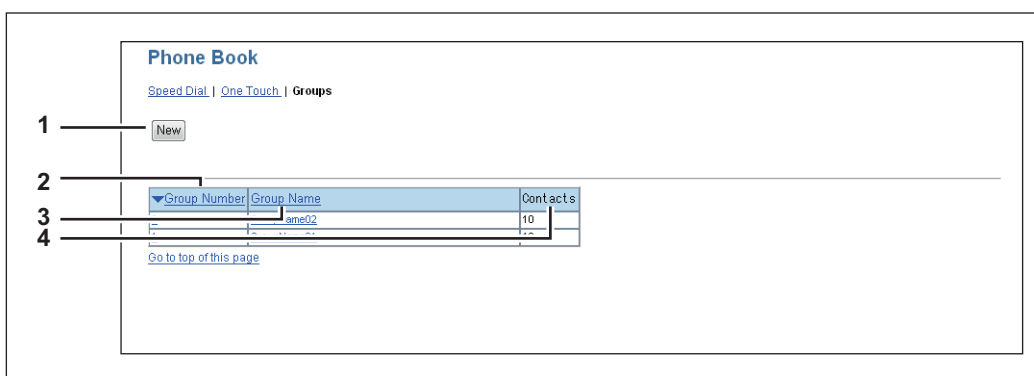 Phone Book
Speed Dial | One Touch | Groups
1
New
2
▼Group Number Group Name Contacts
3
10
4
Go to top of this page